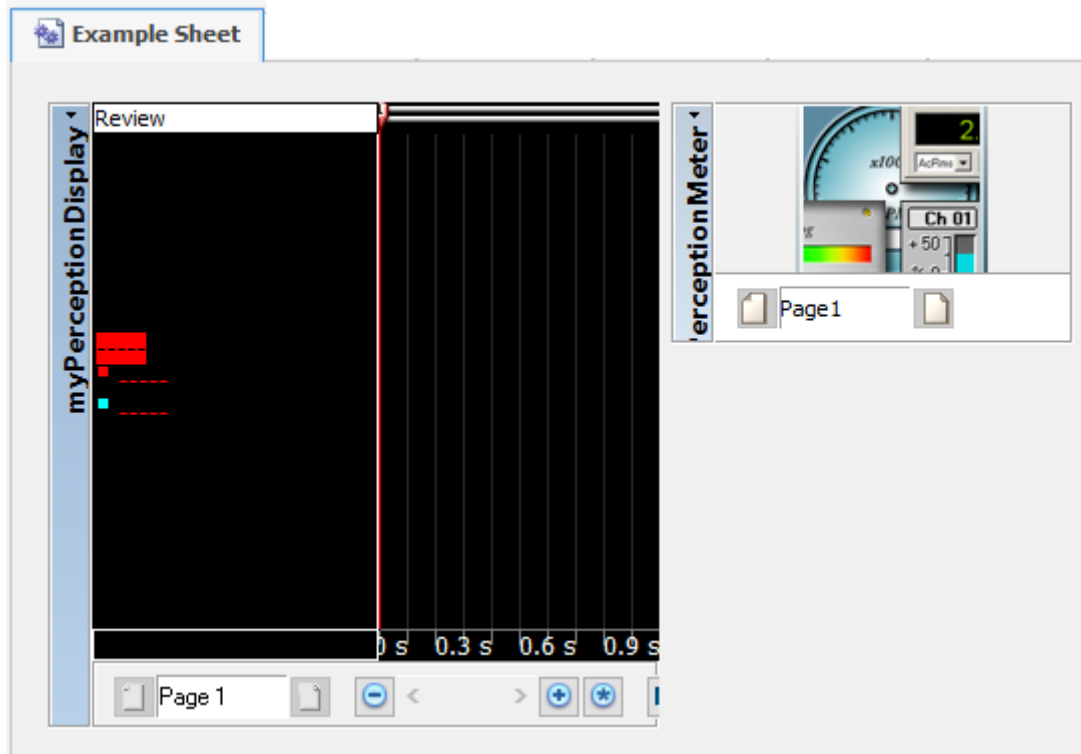 Example Sheet
myPerceptionDisplay
Review
0.3 s
0.6 s
0.9 s
Page 1
erceptionMeter
x100
2.
AcRms
Ch 01
+50
Page1